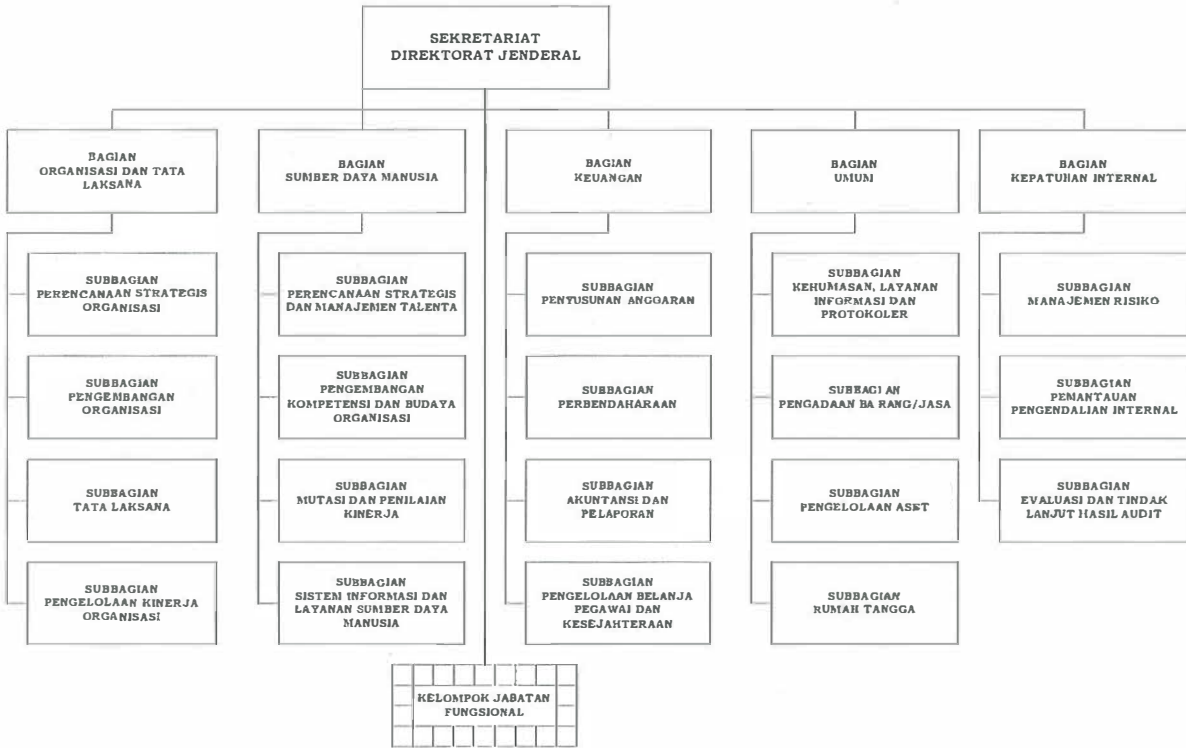 SEKRETARIAT
DIREKTORAT JENDERAL
BAGIAN
ORGANISASI DAN TATA
LAKSANA
BAGIAN
SUMBER DAYA MANUSIA
BAGIAN
KEUANGAN
BAGIAN
UMUM
BAGIAN
KEPATUHAN INTERNAL
SUBBAGIAN
PERENCANAAN STRATEGIS
ORGANISASI
SUBBAGIAN
PERENCANAAN STRATEGIS
DAN MANAJEMEN TALENTA
SUBBAGIAN
PENYUSUNAN ANGGARAN
SUBBAGIAN
KEHUMASAN, LAYANAN
INFORMASI DAN
PROTOKOLER
SUBBAGIAN
MANAJEMEN RISIKO
SUBBAGIAN
PENGEMBANGAN
ORGANISASI
SUBBAGIAN
PENGEMBANGAN
KOMPETENSI DAN BUDAYA
ORGANISASI
SUBBAGIAN
PERBENDAHARAAN
SUBBAGIAN
PENGADAAN BARANG/JASA
SUBBAGIAN
PEMANTAUAN
PENGENDALIAN INTERNAL
SUBBAGIAN
TATA LAKSANA
SUBBAGIAN
MUTASI DAN PENILAIAN
KINERJA
SUBBAGIAN
AKUNTANSI DAN
PELAPORAN
SUBBAGIAN
PENGELOLAAN ASET
SUBBAGIAN
EVALUASI DAN TINDAK
LANJUT HASIL AUDIT
SUBBAGIAN
PENGELOLAAN KINERJA
ORGANISASI
SUBBAGIAN
SISTEM INFORMASI DAN
LAYANAN SUMBER DAYA
MANUSIA
SUBBAGIAN
PENGELOLAAN BELANJA
PEGAWAI DAN
KESEJAHTERAAN
SUBBAGIAN
RUMAH TANGGA
KELOMPOK JABATAN
FUNGSIONAL